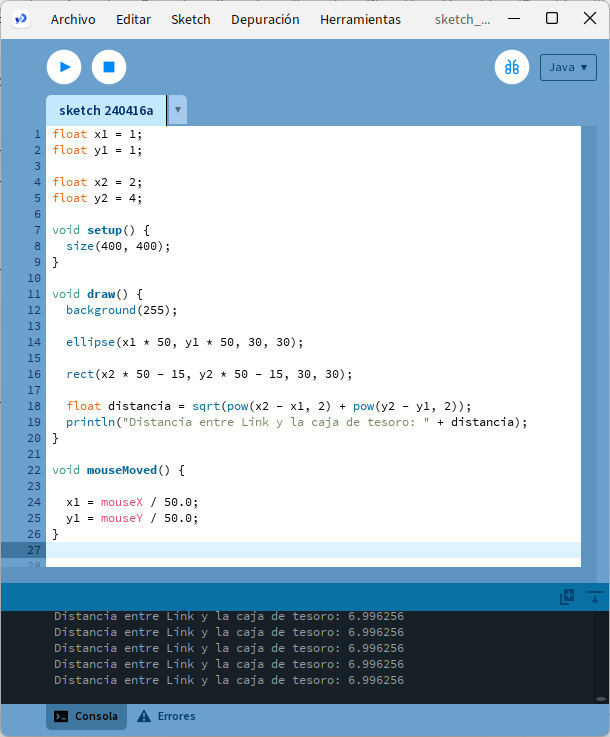 Archivo Editar Sketch Depuración Herramientas sketch_...
Java ▾
sketch 240416a ▾
1 float x1 = 1;
2 float y1 = 1;
3
4 float x2 = 2;
5 float y2 = 4;
6
7 void setup() {
8   size(400, 400);
9 }
10
11 void draw() {
12   background(255);
13
14   ellipse(x1 * 50, y1 * 50, 30, 30);
15
16   rect(x2 * 50 - 15, y2 * 50 - 15, 30, 30);
17
18   float distancia = sqrt(pow(x2 - x1, 2) + pow(y2 - y1, 2));
19   println("Distancia entre Link y la caja de tesoro: " + distancia);
20 }
21
22 void mouseMoved() {
23
24   x1 = mouseX / 50.0;
25   y1 = mouseY / 50.0;
26 }
27
28
Distancia entre Link y la caja de tesoro: 6.996256
Distancia entre Link y la caja de tesoro: 6.996256
Distancia entre Link y la caja de tesoro: 6.996256
Distancia entre Link y la caja de tesoro: 6.996256
Distancia entre Link y la caja de tesoro: 6.996256
Consola Errores